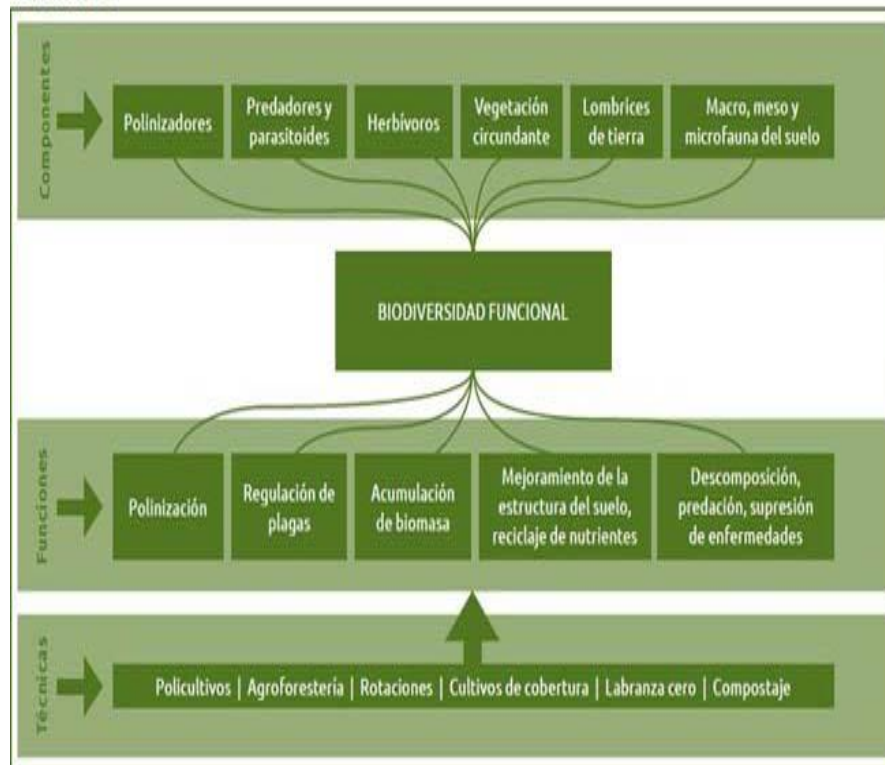 Componentes
Polinizadores
Predadores y
parasitoides
Herbívoros
Vegetación
circundante
Lombrices
de tierra
Macro, meso y
microfauna del suelo
BIODIVERSIDAD FUNCIONAL
Funciones
Polinización
Regulación de
plagas
Acumulación
de biomasa
Mejoramiento de la
estructura del suelo,
reciclaje de nutrientes
Descomposición,
predación, supresión
de enfermedades
Técnicas
Policultivos | Agroforestería | Rotaciones | Cultivos de cobertura | Labranza cero | Compostaje